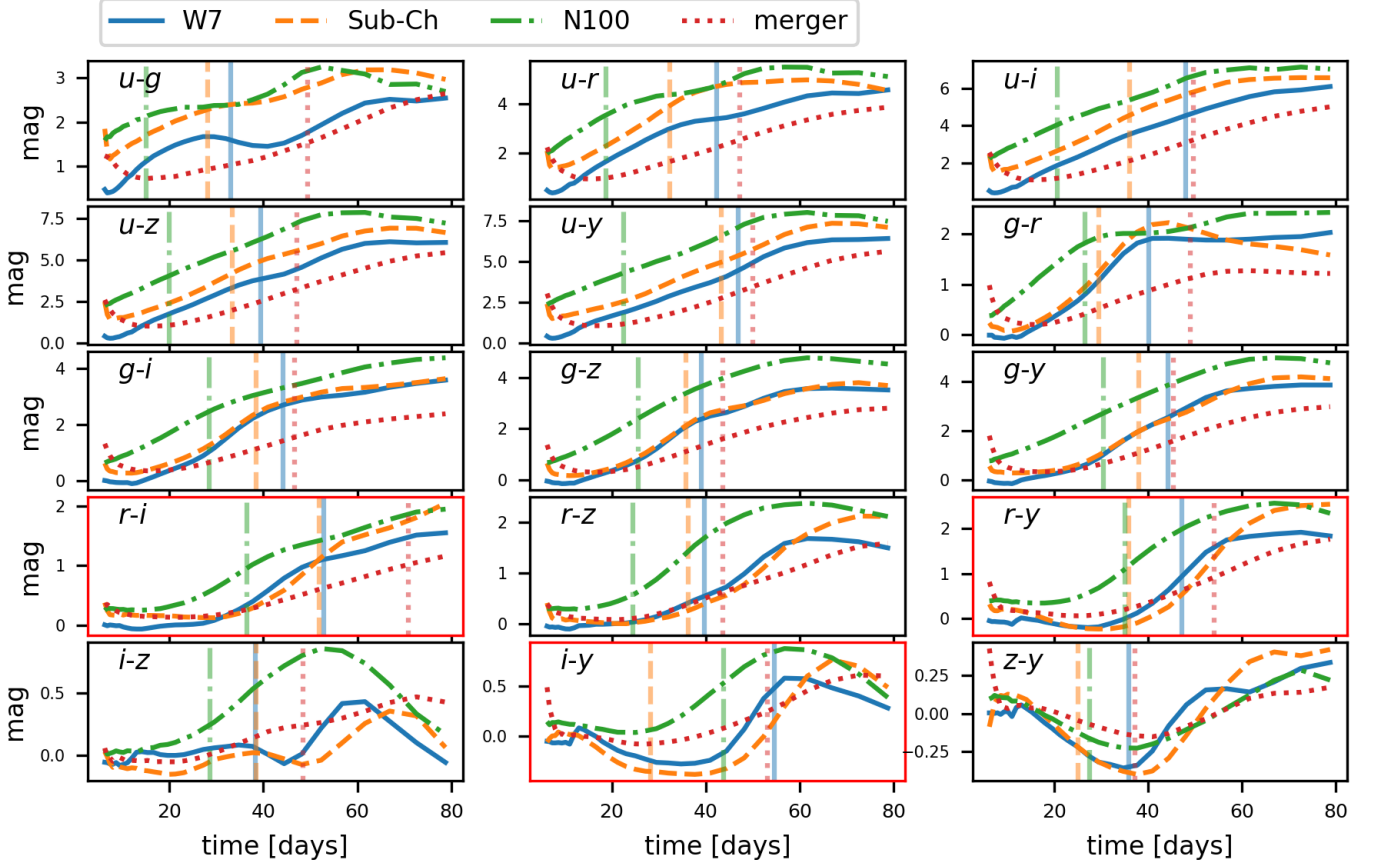 W7 Sub-Ch N100 merger
u-g u-r u-i
mag 3 2 1
4 2
6 4 2
u-z u-y g-r
mag 7.5 5.0 2.5 0.0
7.5 5.0 2.5 0.0
2 1 0
g-i g-z g-y
mag 4 2 0
4 2 0
4 2 0
r-i r-z r-y
mag 2 1 0
2 1 0
2 1 0
i-z i-y z-y
mag 0.5 0.0
0.5 0.0
0.25 0.00 −0.25
20 40 60 80 20 40 60 80 20 40 60 80
time [days] time [days] time [days]